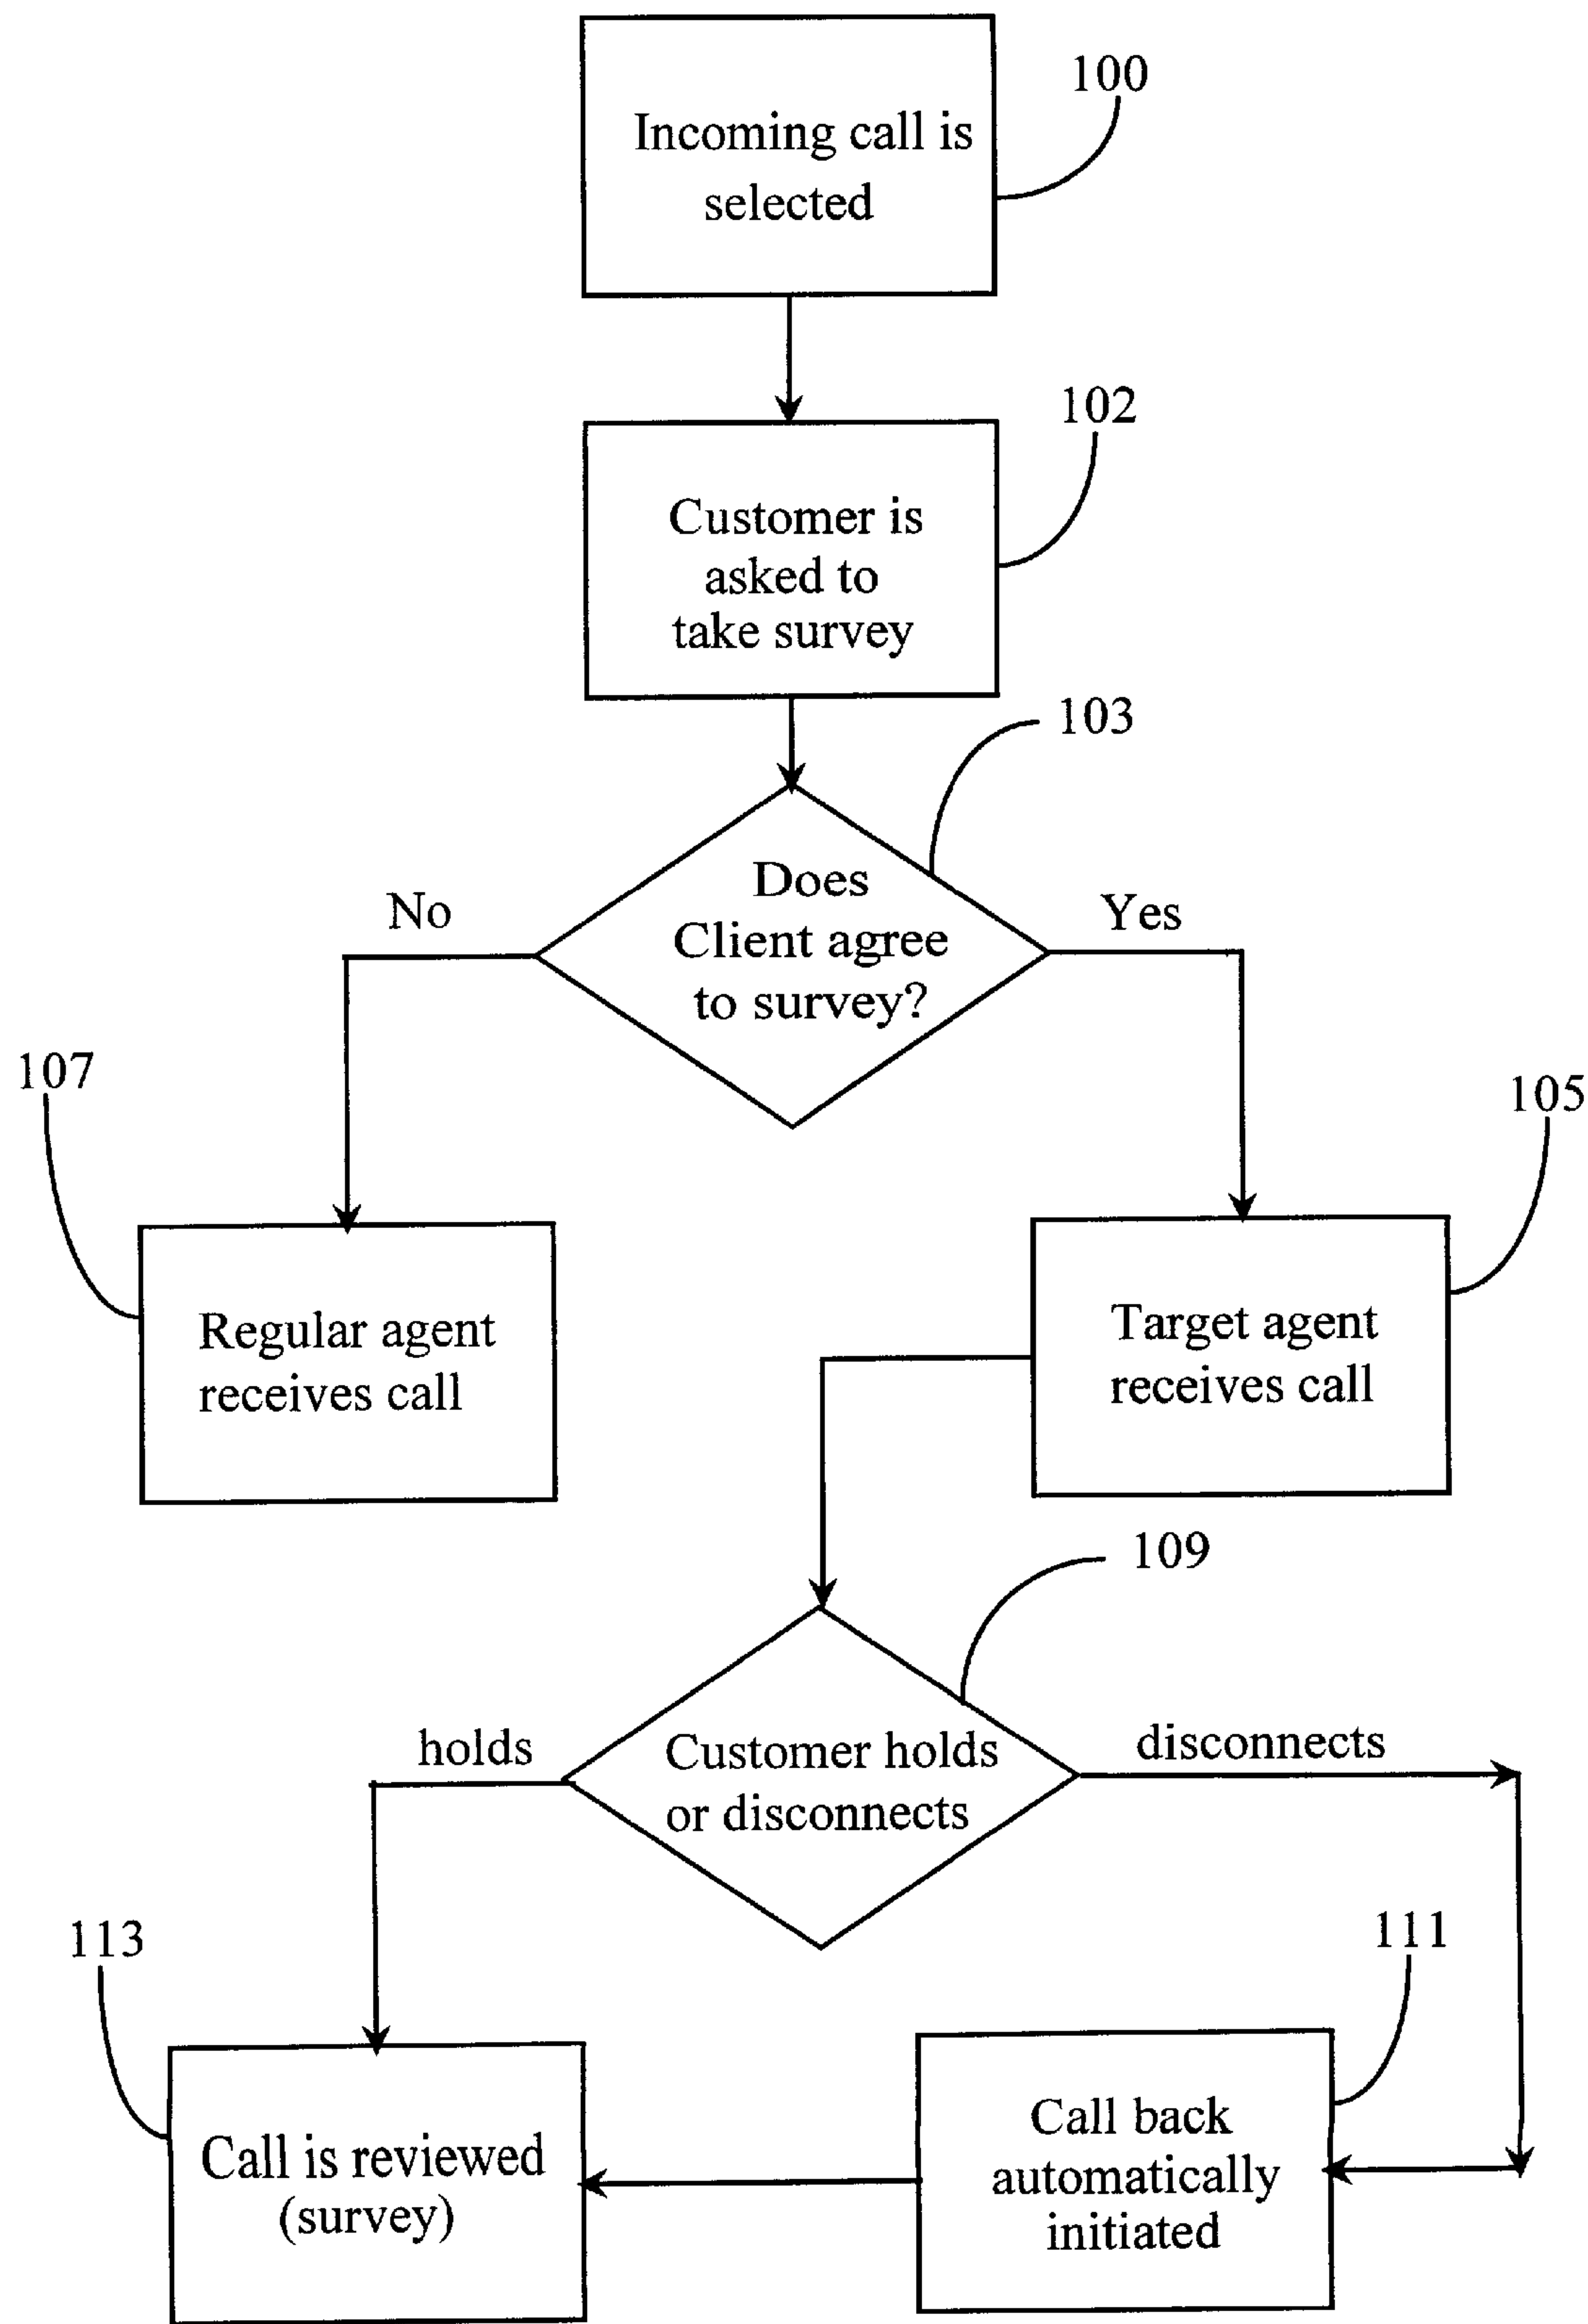 100
Incoming call is
selected
102
Customer is
asked to
take survey
103
Does
Client agree
to survey?
No
Yes
107
105
Regular agent
receives call
Target agent
receives call
109
holds
Customer holds
or disconnects
disconnects
113
111
Call is reviewed
(survey)
Call back
automatically
initiated